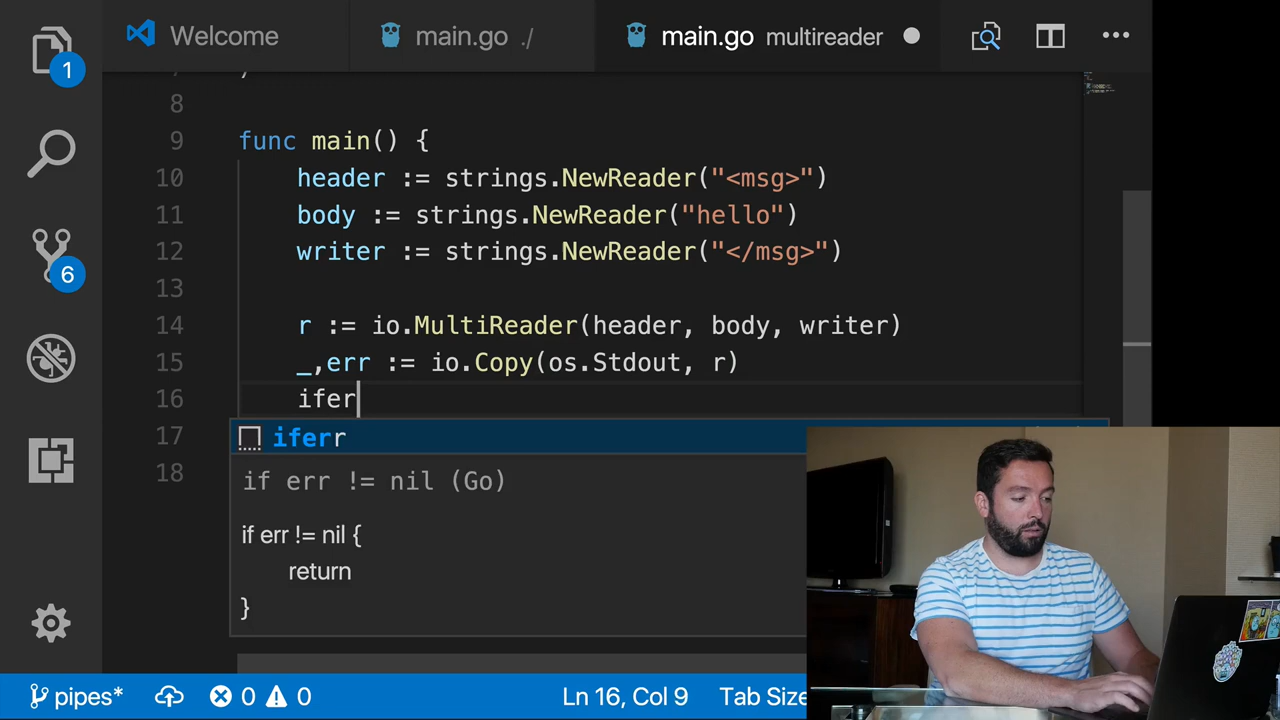 Welcome
main.go ./
main.go multireader
1
8
func main() {
9
header := strings.NewReader("<msg>")
10
body := strings.NewReader("hello")
11
writer := strings.NewReader("</msg>")
12
13
r := io.MultiReader(header, body, writer)
14
_,err := io.Copy(os.Stdout, r)
15
ifer
16
17
iferr
18
if err != nil (Go)
if err != nil {
return
}
6
pipes*
0
0
Ln 16, Col 9
Tab Size